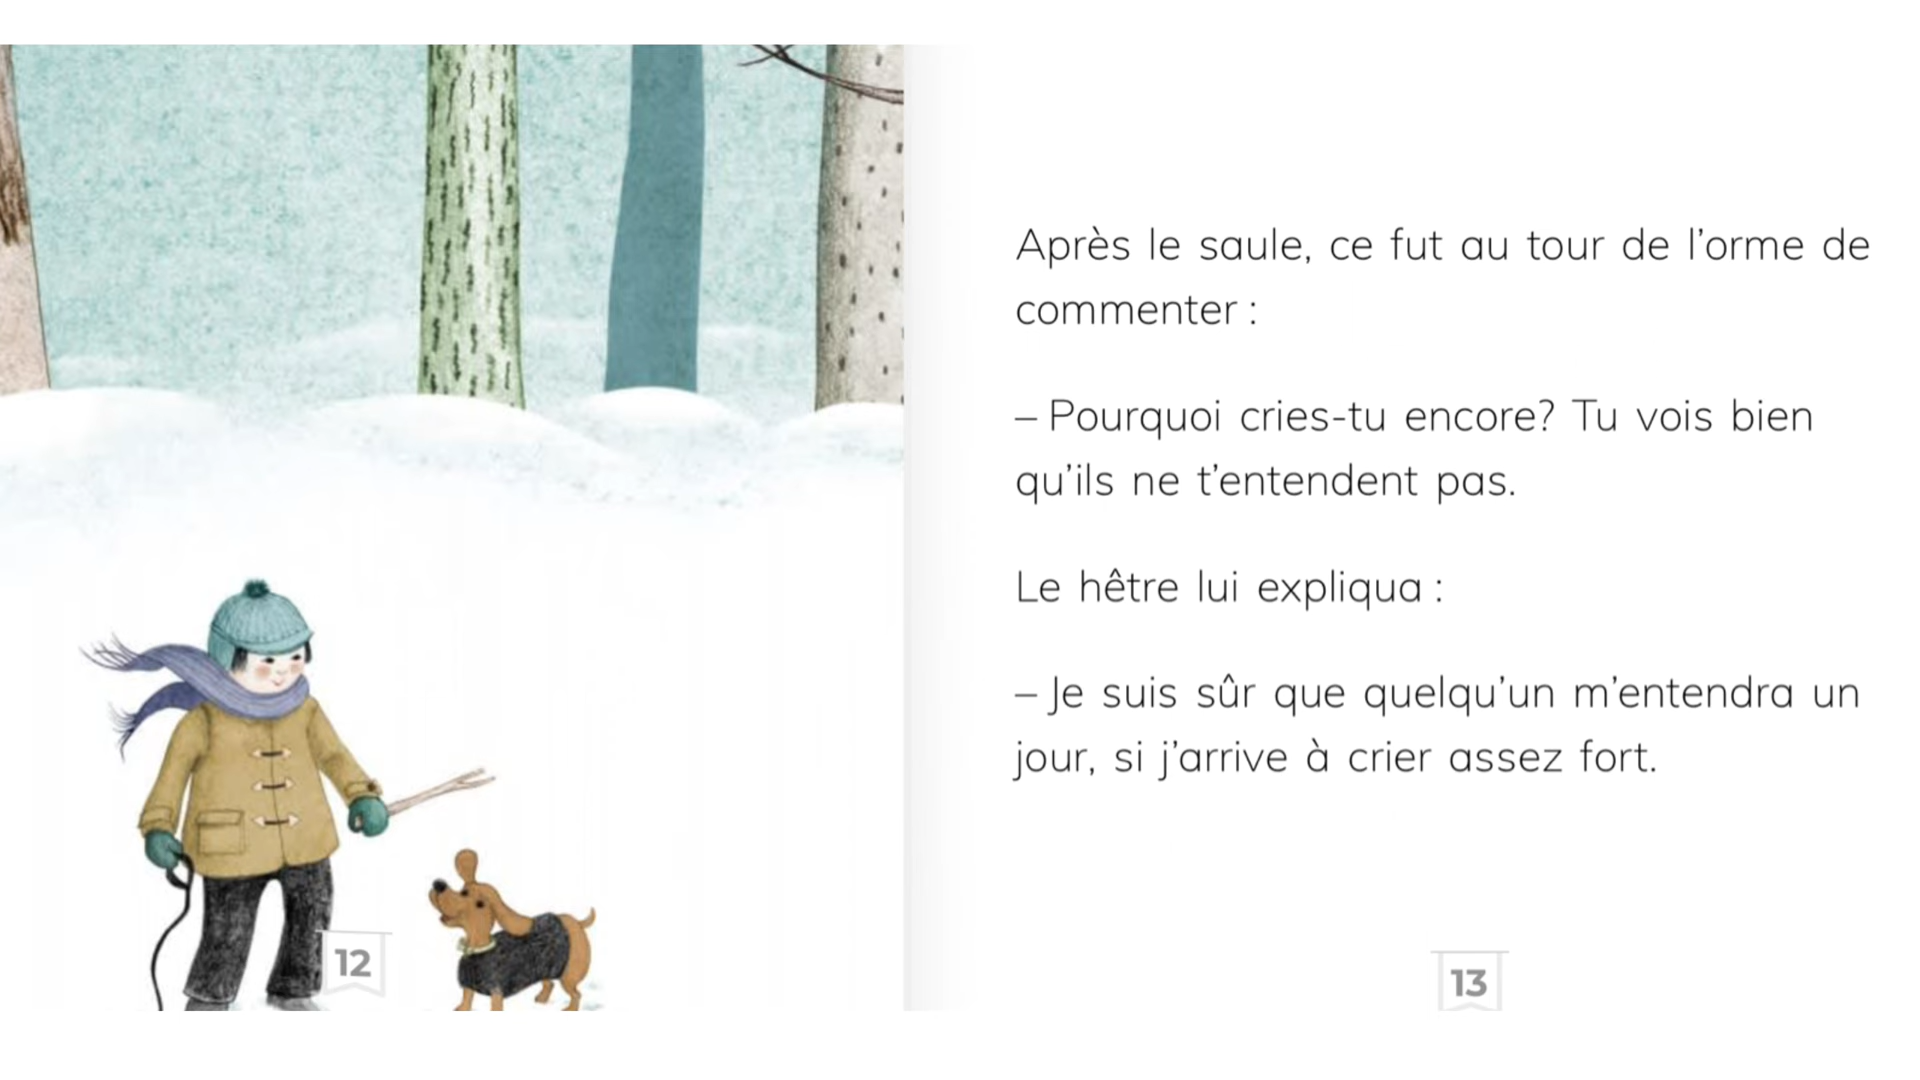 Après le saule, ce fut au tour de l’orme de
commenter :
– Pourquoi cries-tu encore? Tu vois bien
qu’ils ne t’entendent pas.
Le hêtre lui expliqua :
– Je suis sûr que quelqu’un m’entendra un
jour, si j’arrive à crier assez fort.
12
13